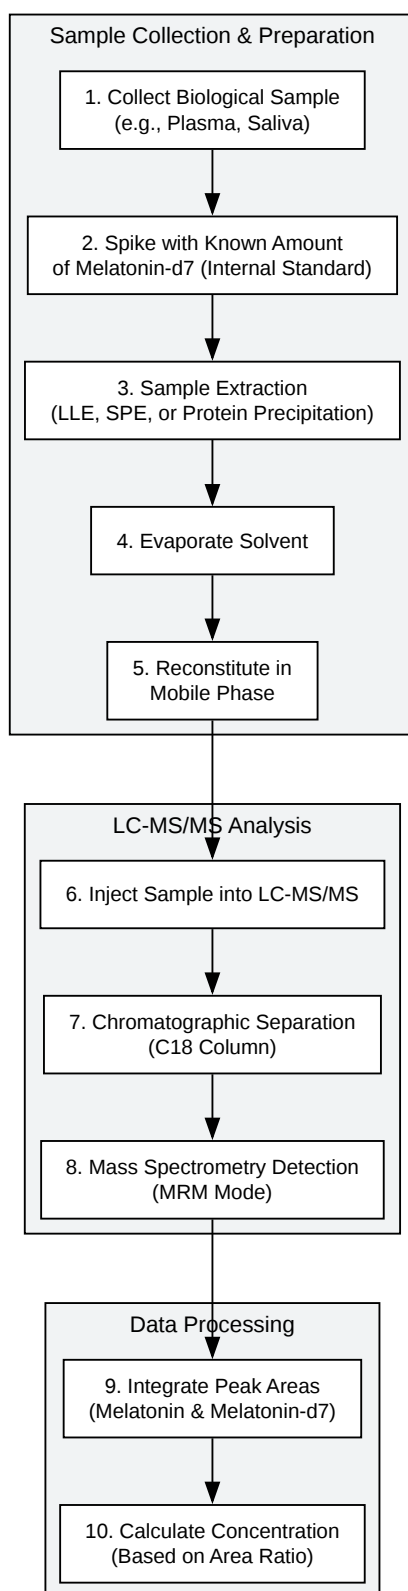 Sample Collection & Preparation
1. Collect Biological Sample
(e.g., Plasma, Saliva)
2. Spike with Known Amount
of Melatonin-d7 (Internal Standard)
3. Sample Extraction
(LLE, SPE, or Protein Precipitation)
4. Evaporate Solvent
5. Reconstitute in
Mobile Phase
LC-MS/MS Analysis
6. Inject Sample into LC-MS/MS
7. Chromatographic Separation
(C18 Column)
8. Mass Spectrometry Detection
(MRM Mode)
Data Processing
9. Integrate Peak Areas
(Melatonin & Melatonin-d7)
10. Calculate Concentration
(Based on Area Ratio)